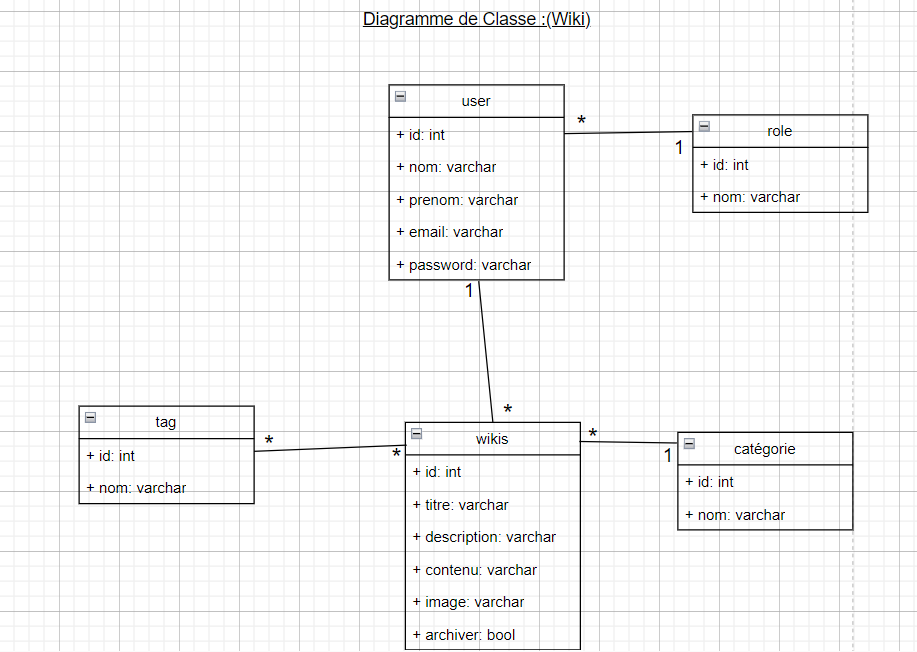 Diagramme de Classe :(Wiki)
user
+ id: int
+ nom: varchar
+ prenom: varchar
+ email: varchar
+ password: varchar
*
1
role
+ id: int
+ nom: varchar
1
*
tag
+ id: int
+ nom: varchar
*
*
wikis
+ id: int
+ titre: varchar
+ description: varchar
+ contenu: varchar
+ image: varchar
+ archiver: bool
*
1
catégorie
+ id: int
+ nom: varchar